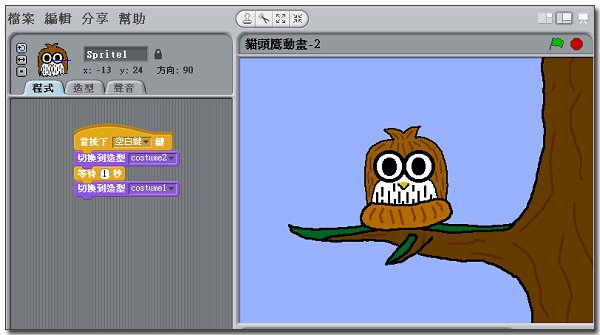 檔案 編輯 分享 幫助
Sprite1
x: -13 y: 24 方向: 90
程式 造型 聲音
貓頭鷹動畫-2
當按下 空白鍵 鍵
切換到造型 costume2
等待 1 秒
切換到造型 costume1